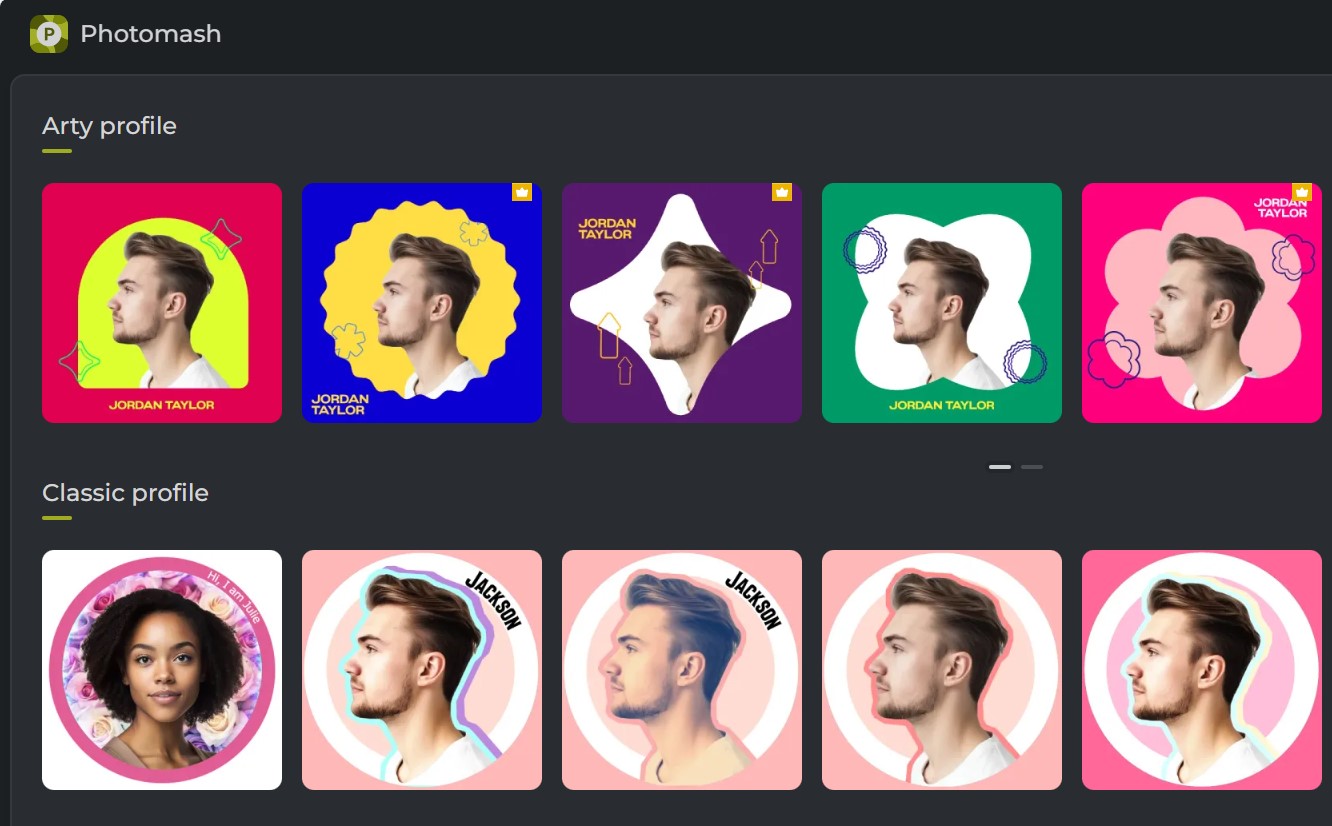 P Photomash
Arty profile
JORDAN TAYLOR
JORDAN
TAYLOR
JORDAN
TAYLOR
JORDAN TAYLOR
JORDAN
TAYLOR
Classic profile
Hi, I am Julie
JACKSON
JACKSON